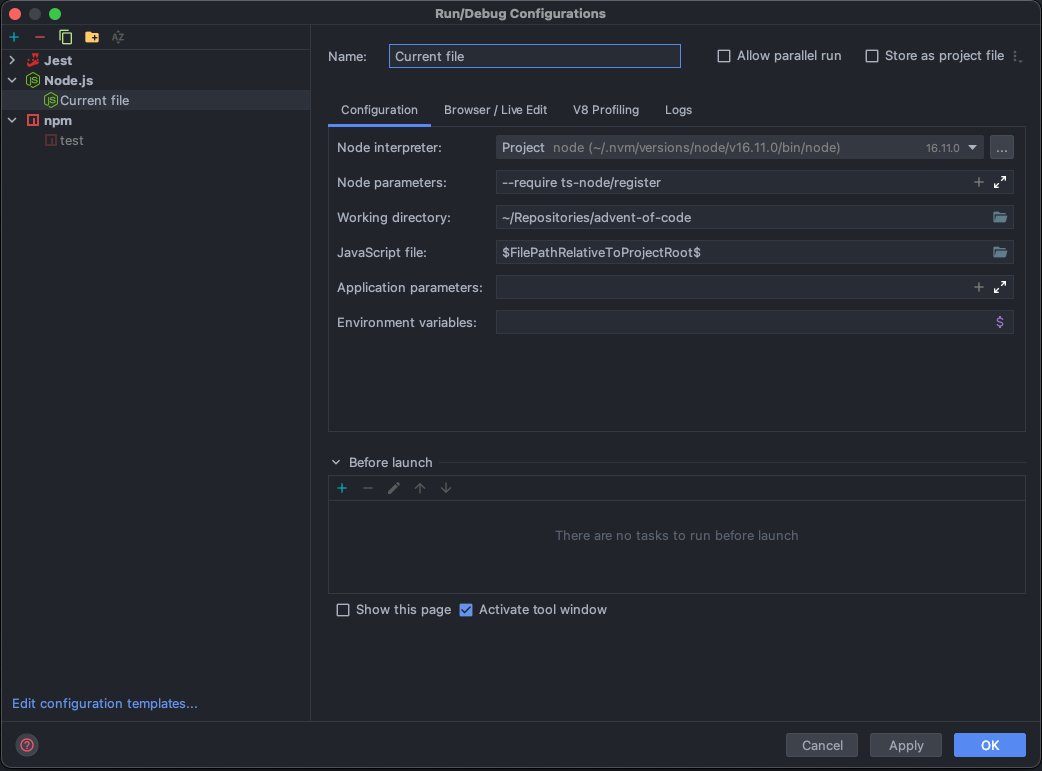 Run/Debug Configurations
Jest
Node.js
Current file
npm
test
Edit configuration templates...
Name: Current file
Allow parallel run
Store as project file
Configuration Browser / Live Edit V8 Profiling Logs
Node interpreter: Project node (~/.nvm/versions/node/v16.11.0/bin/node) 16.11.0 ...
Node parameters: --require ts-node/register
Working directory: ~/Repositories/advent-of-code
JavaScript file: $FilePathRelativeToProjectRoot$
Application parameters:
Environment variables: $
Before launch
There are no tasks to run before launch
Show this page Activate tool window
? Cancel Apply OK